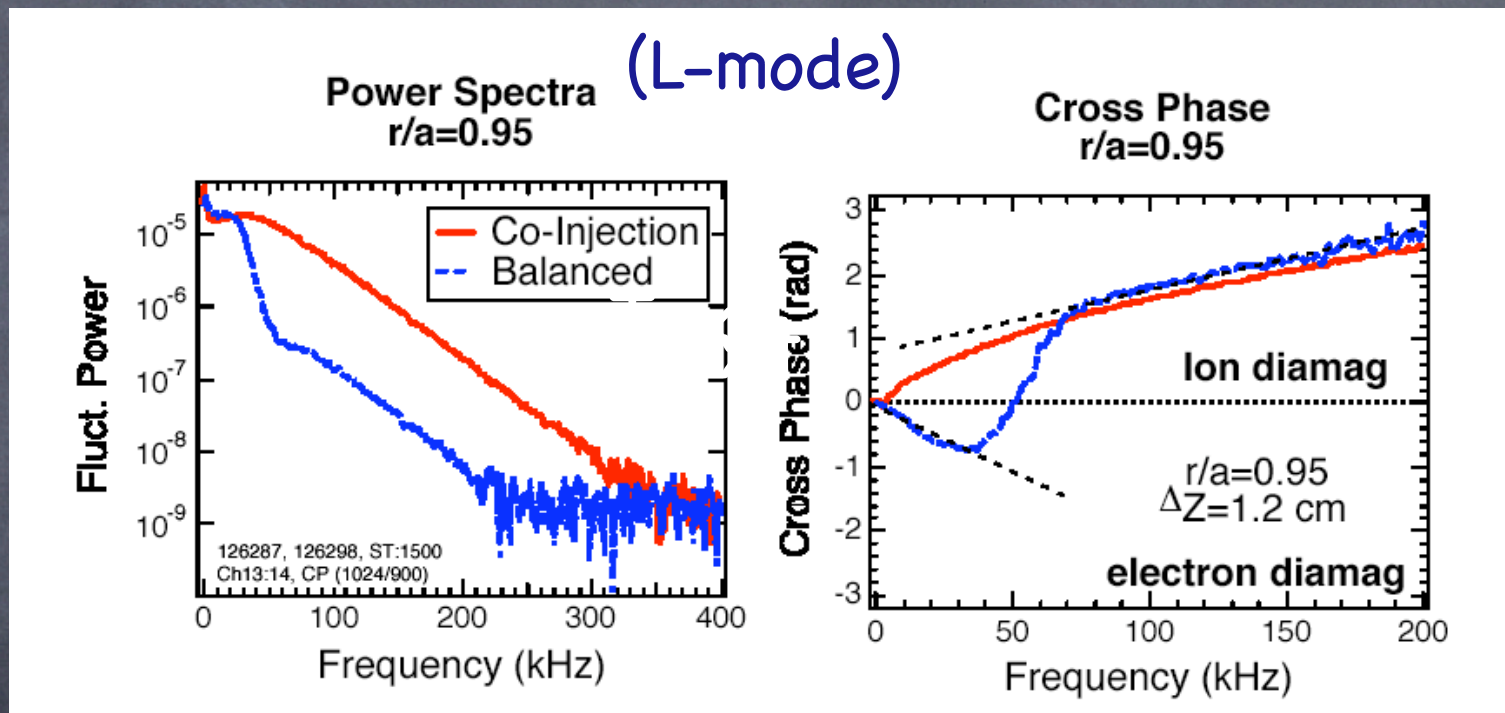 (L-mode)
Power Spectra
r/a=0.95
Fluct. Power
10-5
10-6
10-7
10-8
10-9
Co-Injection
Balanced
126287, 126298, ST:1500
Ch13:14, CP (1024/900)
0
100
200
300
400
Frequency (kHz)
Cross Phase
r/a=0.95
Cross Phase (rad)
3
2
1
0
-1
-2
-3
Ion diamag
r/a=0.95
ΔZ=1.2 cm
electron diamag
0
50
100
150
200
Frequency (kHz)